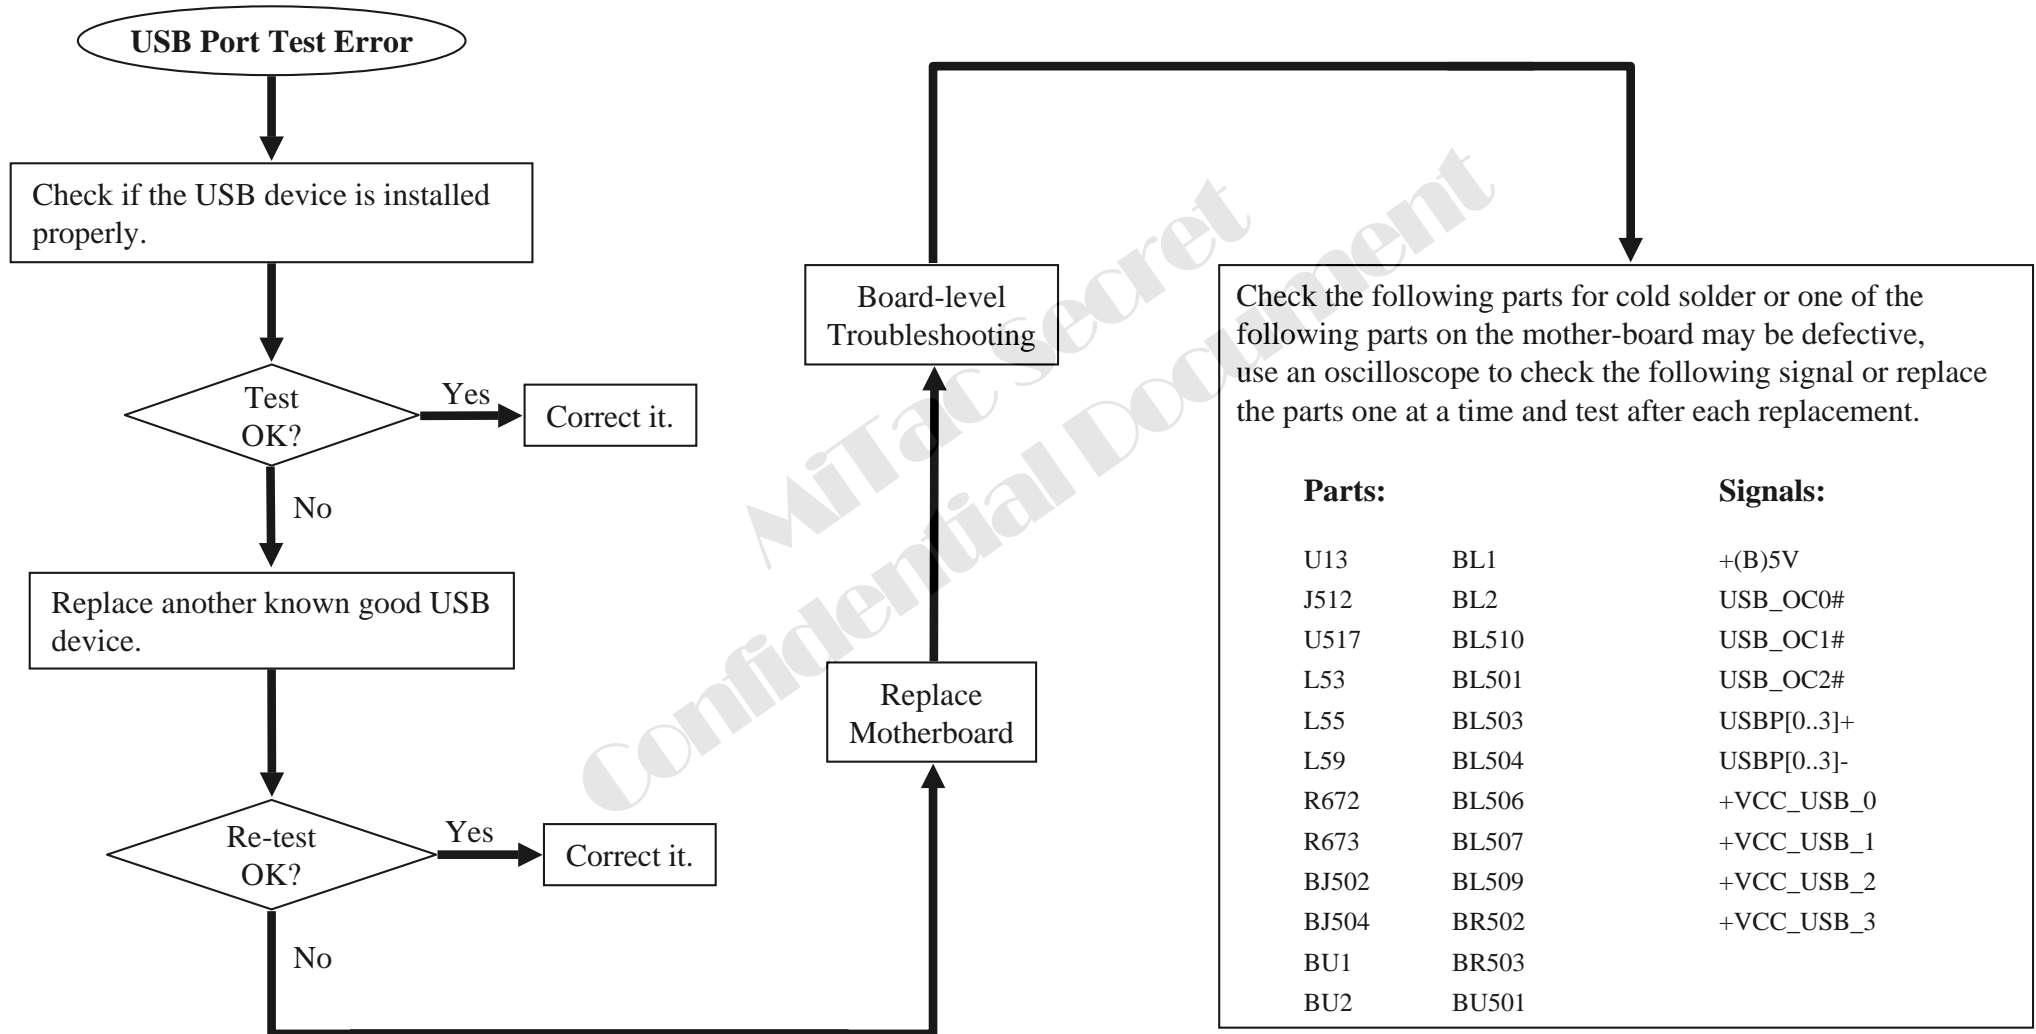 USB Port Test Error
Check if the USB device is installed
properly.
Test
OK?
Yes
Correct it.
No
Replace another known good USB
device.
Re-test
OK?
Yes
Correct it.
No
Replace
Motherboard
Board-level
Troubleshooting
Check the following parts for cold solder or one of the
following parts on the mother-board may be defective,
use an oscilloscope to check the following signal or replace
the parts one at a time and test after each replacement.
Parts: Signals:
U13 BL1 +(B)5V
J512 BL2 USB_OC0#
U517 BL510 USB_OC1#
L53 BL501 USB_OC2#
L55 BL503 USBP[0..3]+
L59 BL504 USBP[0..3]-
R672 BL506 +VCC_USB_0
R673 BL507 +VCC_USB_1
BJ502 BL509 +VCC_USB_2
BJ504 BR502 +VCC_USB_3
BU1 BR503
BU2 BU501
MiTac Secret
Confidential Document